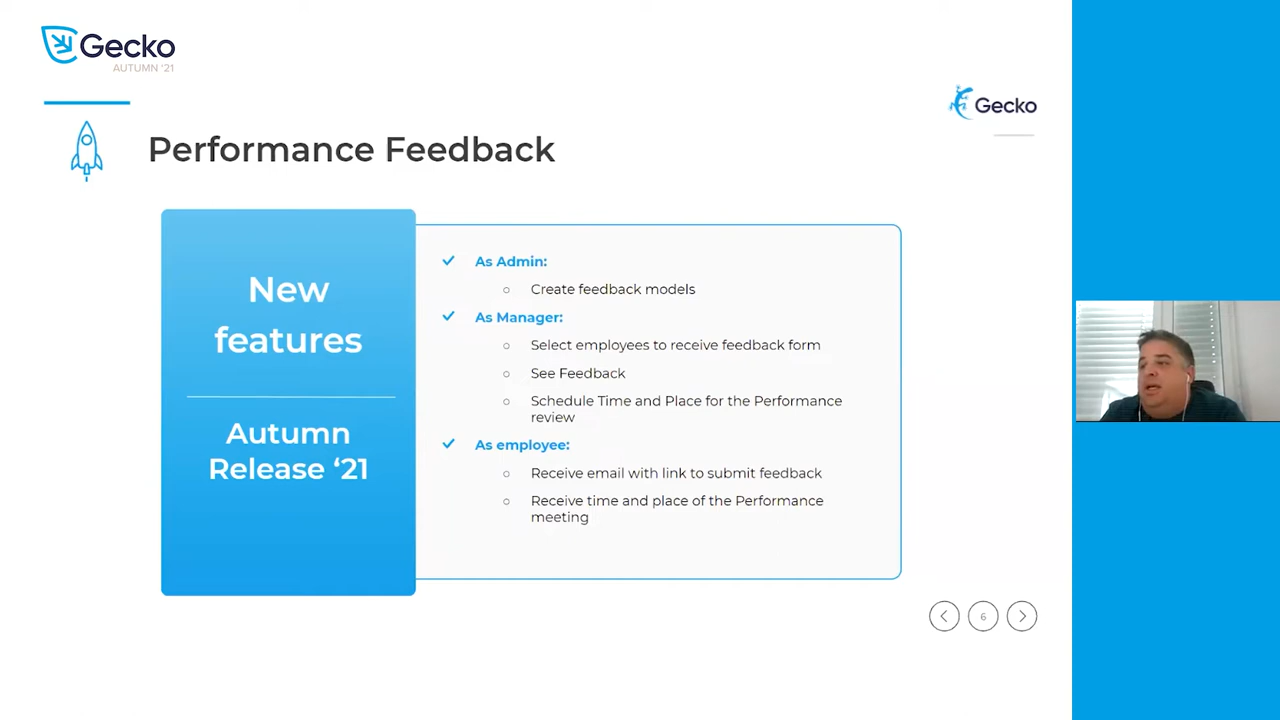 Gecko
AUTUMN ‘21
Gecko
Performance Feedback
New
features
Autumn
Release ‘21
As Admin:
Create feedback models
As Manager:
Select employees to receive feedback form
See Feedback
Schedule Time and Place for the Performance
review
As employee:
Receive email with link to submit feedback
Receive time and place of the Performance
meeting
6